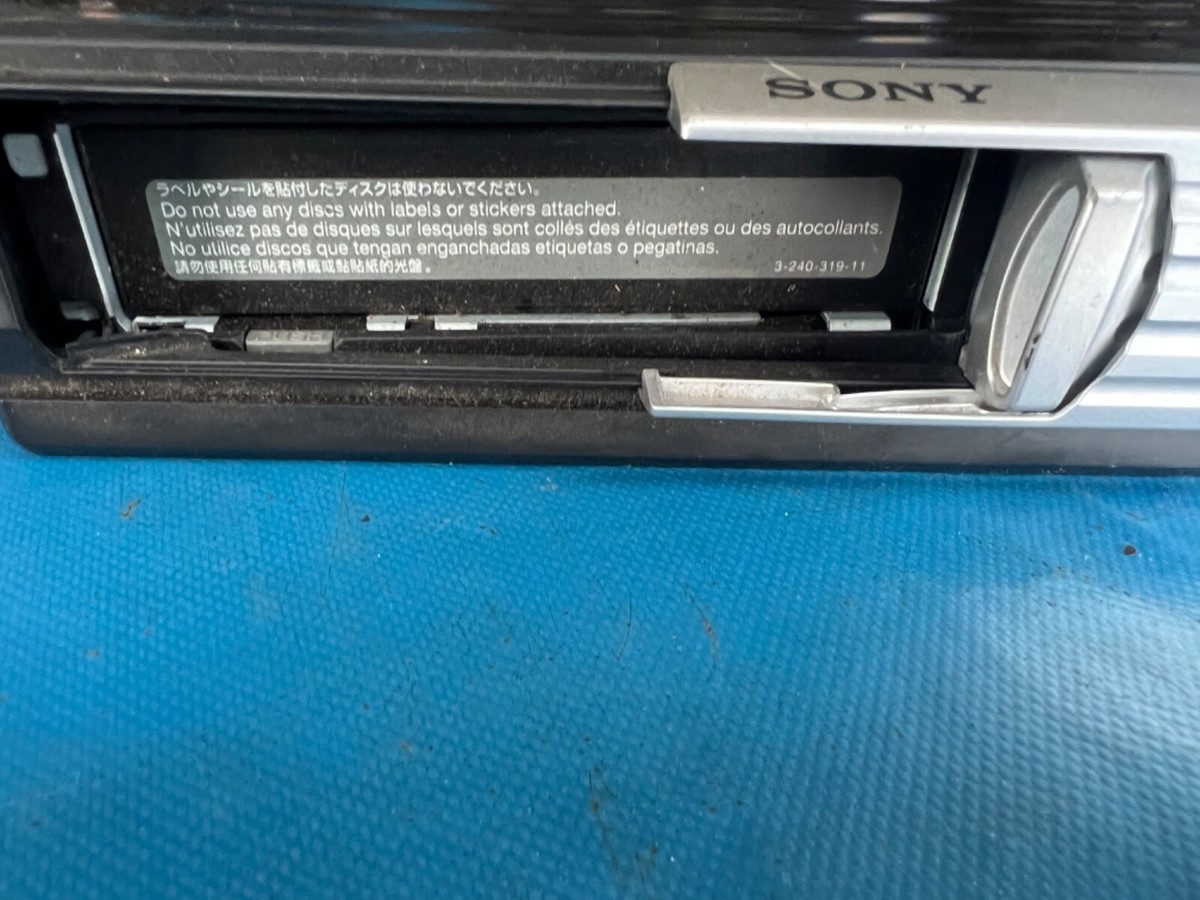 SONY
ラベルやシールを貼付したディスクは使わないでください。
Do not use any discs with labels or stickers attached.
N'utilisez pas de disques sur lesquels sont collés des étiquettes ou des autocollants.
No utilice discos que tengan enganchadas etiquetas o pegatinas.
請勿使用任何貼有標籤或黏貼紙的光盤。
3-240-319-11